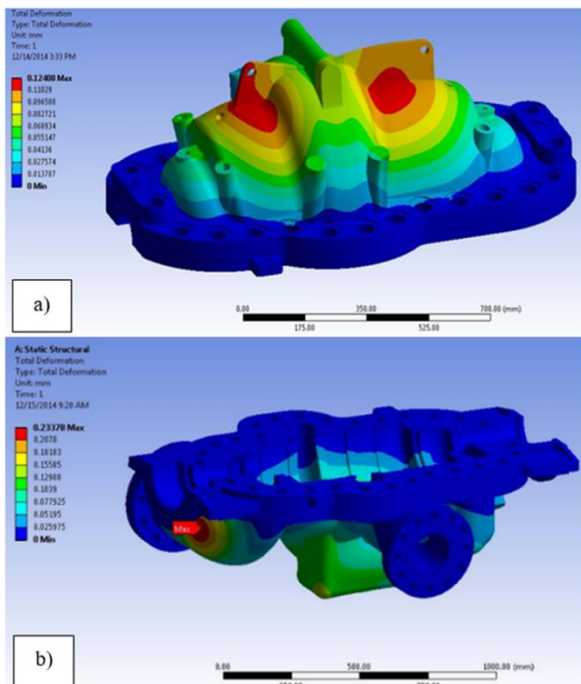 Total Deformation
Type: Total Deformation
Unit: mm
Time: 1
12/14/2014 3:33 PM
0.12408 Max
0.11029
0.096508
0.082721
0.068934
0.055147
0.04136
0.027574
0.013787
0 Min
a)
0.00 350.00 700.00 (mm)
175.00 525.00
A: Static Structural
Total Deformation
Type: Total Deformation
Unit: mm
Time: 1
12/15/2014 9:28 AM
0.23378 Max
0.2078
0.18183
0.15585
0.12988
0.1039
0.077925
0.05195
0.025975
0 Min
Max
b)
0.00 500.00 1000.00 (mm)